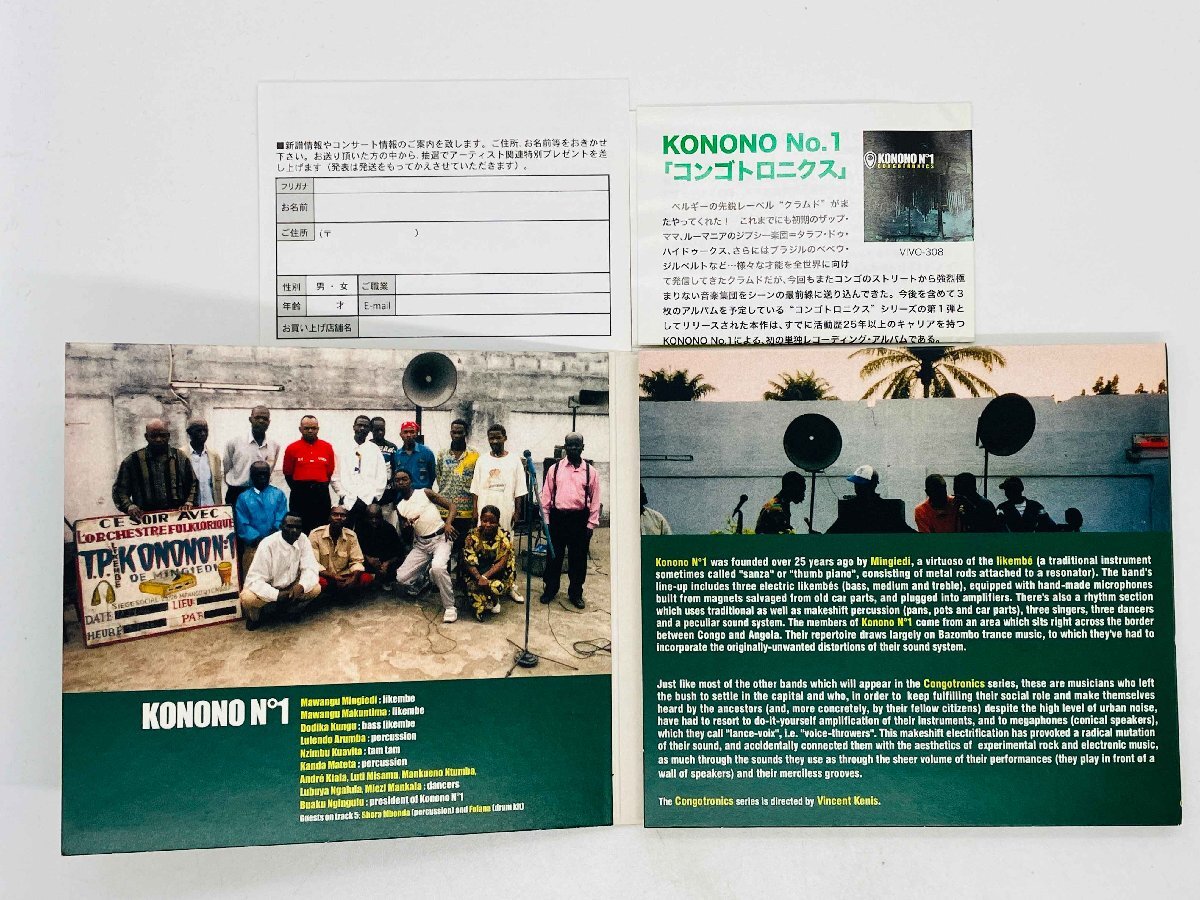 ■新譜情報やコンサート情報のご案内を致します。ご住所、お名前等をおきかせ
下さい。お送り頂いた方の中から、抽選でアーティスト関連特別プレゼントを差
し上げます（発表は発送をもってかえさせていただきます）。
フリガナ
お名前
ご住所 （〒　　　　　　）
性別 男・女 ご職業
年齢 才 E-mail
お買い上げ店舗名
KONONO No.1
「コンゴトロニクス」
KONONO N°1
CONGOTRONICS
VIVO-308
ベルギーの先鋭レーベル“クラムド”がま
たやってくれた！　これまでにも初期のザップ・
ママ、ルーマニアのジプシー楽団＝タラフ・ドゥ・
ハイドゥークス、さらにはブラジルのベベウ・
ジルベルトなど…様々な才能を全世界に向け
て発信してきたクラムドだが、今回もまたコンゴのストリートから強烈極
まりない音楽集団をシーンの最前線に送り込んできた。今後を含めて3
枚のアルバムを予定している“コンゴトロニクス”シリーズの第1弾と
してリリースされた本作は、すでに活動歴25年以上のキャリアを持つ
KONONO No.1による、初の単独レコーディング・アルバムである。
CE SOIR AVEC
L'ORCHESTRE FOLKLORIQUE
T.P. KONONO N·1
LIKEMBE
DE MINGIEDI
SIEGE SOCIAL
DATE LIEU
HEURE PAF
KONONO N°1
Mawangu Mingiedi : likembe
Mawangu Makuntima : likembe
Dodika Kungu : bass likembe
Lulendo Arumba : percussion
Nzimbu Kuavita : tam tam
Kanda Mateta : percussion
André Kiala, Luti Misamu, Mankueno Ntumba,
Lubuya Ngalula, Miezi Mankala : dancers
Buaku Ngingulu : president of Konono N°1
Guests on track 5: Shora Mbonda (percussion) and Fulana (drum kit)
Konono N°1 was founded over 25 years ago by Mingiedi, a virtuoso of the likembé (a traditional instrument
sometimes called "sanza" or "thumb piano", consisting of metal rods attached to a resonator). The band's
line-up includes three electric likembés (bass, medium and treble), equipped with hand-made microphones
built from magnets salvaged from old car parts, and plugged into amplifiers. There's also a rhythm section
which uses traditional as well as makeshift percussion (pans, pots and car parts), three singers, three dancers
and a peculiar sound system. The members of Konono N°1 come from an area which sits right across the border
between Congo and Angola. Their repertoire draws largely on Bazombo trance music, to which they've had to
incorporate the originally-unwanted distortions of their sound system.
Just like most of the other bands which will appear in the Congotronics series, these are musicians who left
the bush to settle in the capital and who, in order to keep fulfilling their social role and make themselves
heard by the ancestors (and, more concretely, by their fellow citizens) despite the high level of urban noise,
have had to resort to do-it-yourself amplification of their instruments, and to megaphones (conical speakers),
which they call "lance-voix", i.e. "voice-throwers". This makeshift electrification has provoked a radical mutation
of their sound, and accidentally connected them with the aesthetics of experimental rock and electronic music,
as much through the sounds they use as through the sheer volume of their performances (they play in front of a
wall of speakers) and their merciless grooves.
The Congotronics series is directed by Vincent Kenis.